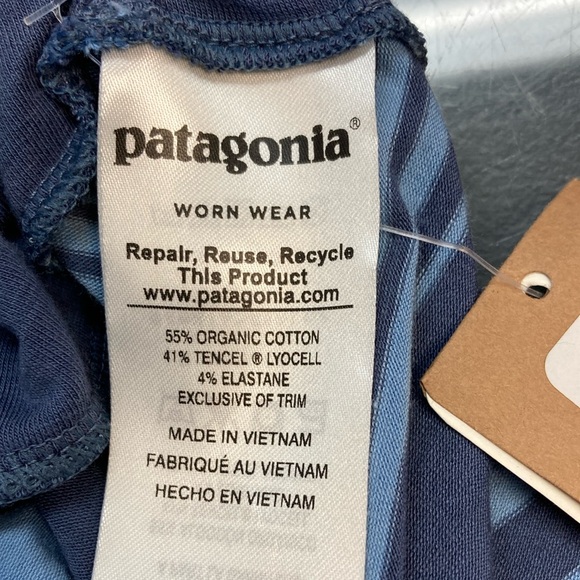 patagonia®
WORN WEAR
Repair, Reuse, Recycle
This Product
www.patagonia.com
55% ORGANIC COTTON
41% TENCEL ® LYOCELL
4% ELASTANE
EXCLUSIVE OF TRIM
MADE IN VIETNAM
FABRIQUÉ AU VIETNAM
HECHO EN VIETNAM